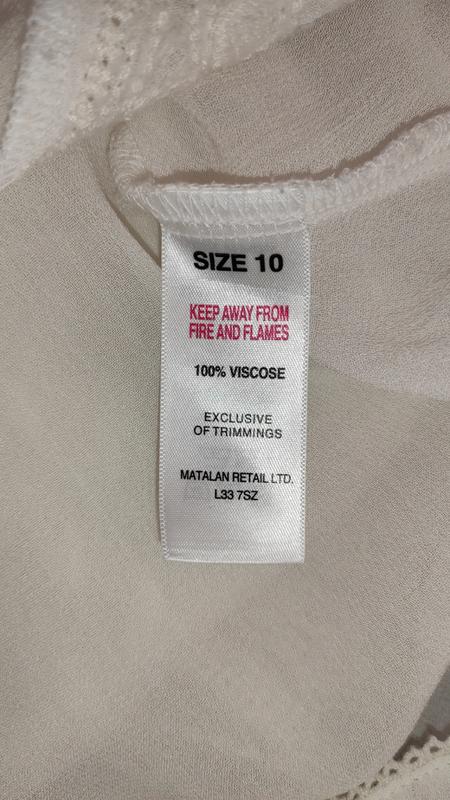 SIZE 10
KEEP AWAY FROM
FIRE AND FLAMES
100% VISCOSE
EXCLUSIVE
OF TRIMMINGS
MATALAN RETAIL LTD.
L33 7SZ